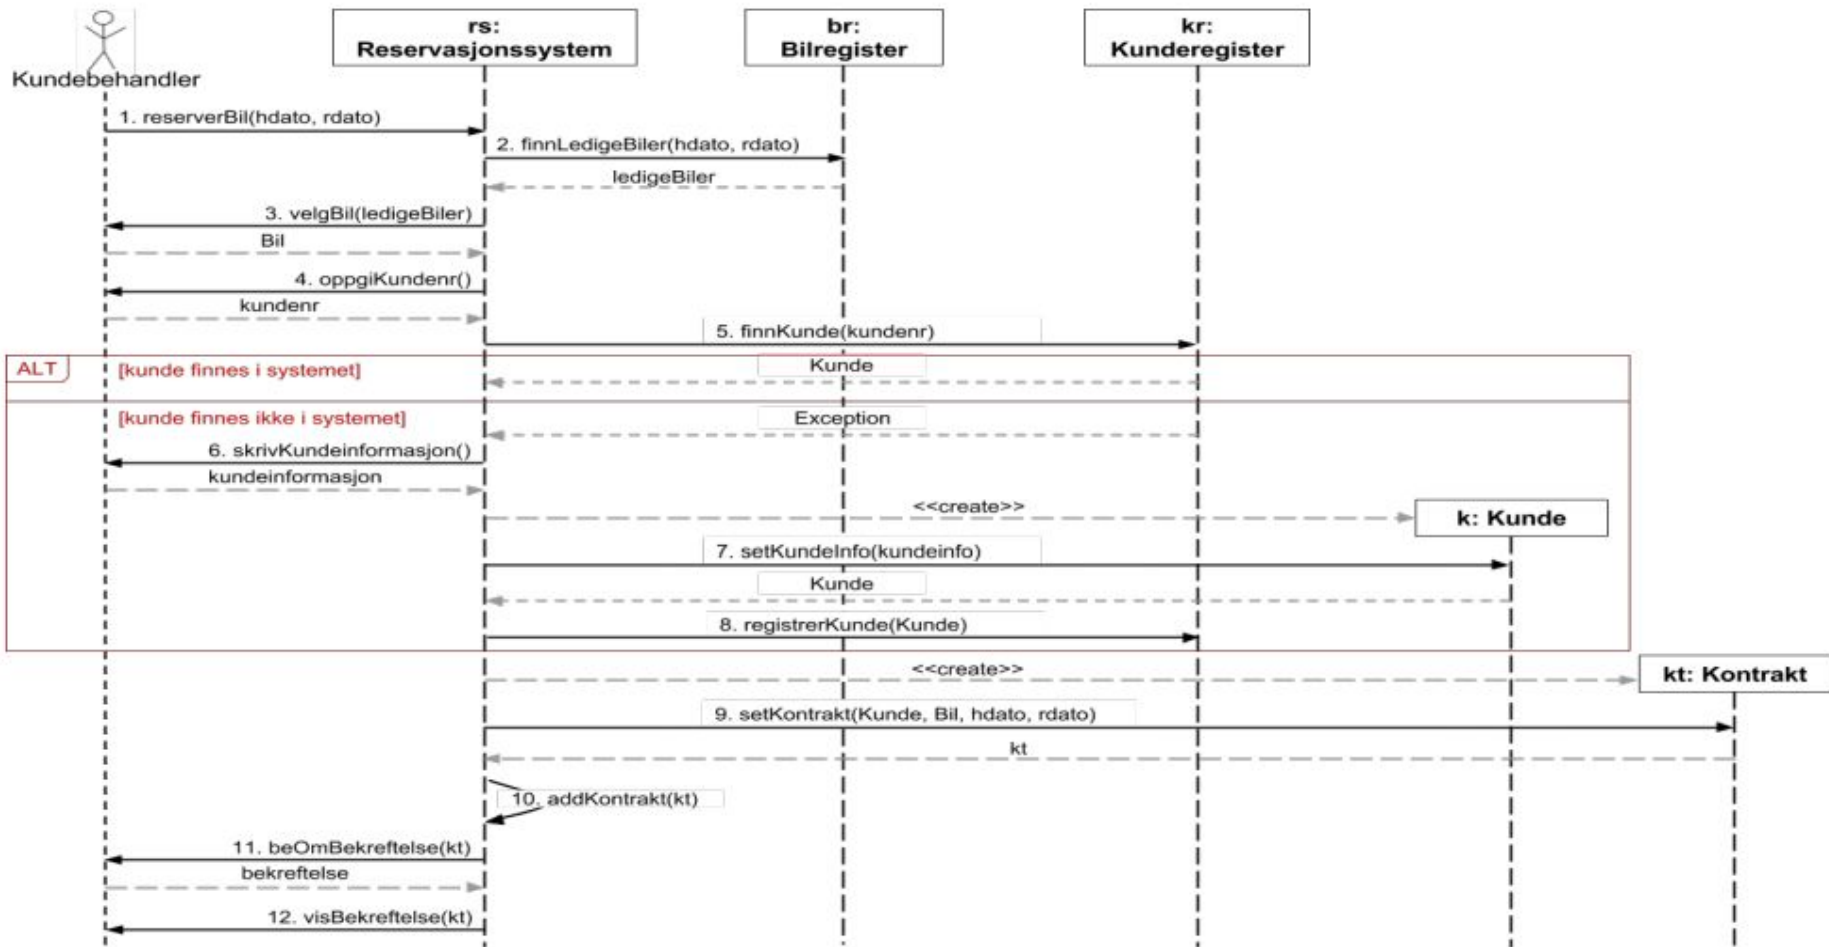 rs:
Reservasjonssystem
br:
Bilregister
kr:
Kunderegister
Kundebehandler
1. reserverBil(hdato, rdato)
2. finnLedigeBiler(hdato, rdato)
ledigeBiler
3. velgBil(ledigeBiler)
Bil
4. oppgiKundenr()
kundenr
5. finnKunde(kundenr)
ALT
[kunde finnes i systemet]
Kunde
[kunde finnes ikke i systemet]
Exception
6. skrivKundeinformasjon()
kundeinformasjon
<<create>>
k: Kunde
7. setKundeInfo(kundeinfo)
Kunde
8. registrerKunde(Kunde)
<<create>>
kt: Kontrakt
9. setKontrakt(Kunde, Bil, hdato, rdato)
kt
10. addKontrakt(kt)
11. beOmBekreftelse(kt)
bekreftelse
12. visBekreftelse(kt)